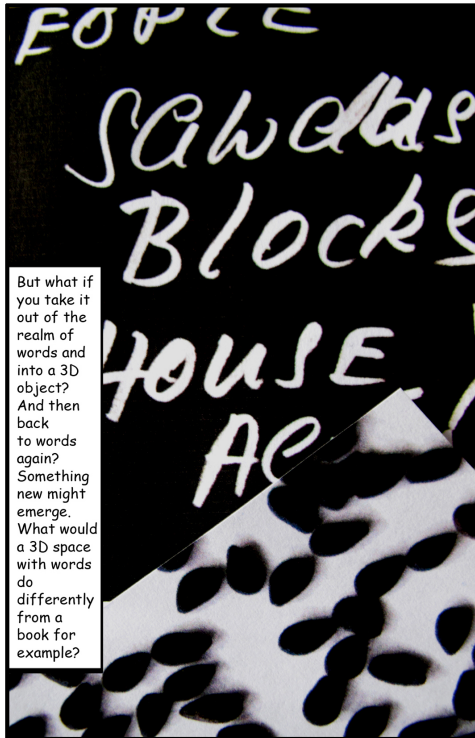 Blocks
HOUSE
AC
But what if
you take it
out of the
realm of
words and
into a 3D
object?
And then
back
to words
again?
Something
new might
emerge.
What would
a 3D space
with words
do
differently
from a
book for
example?